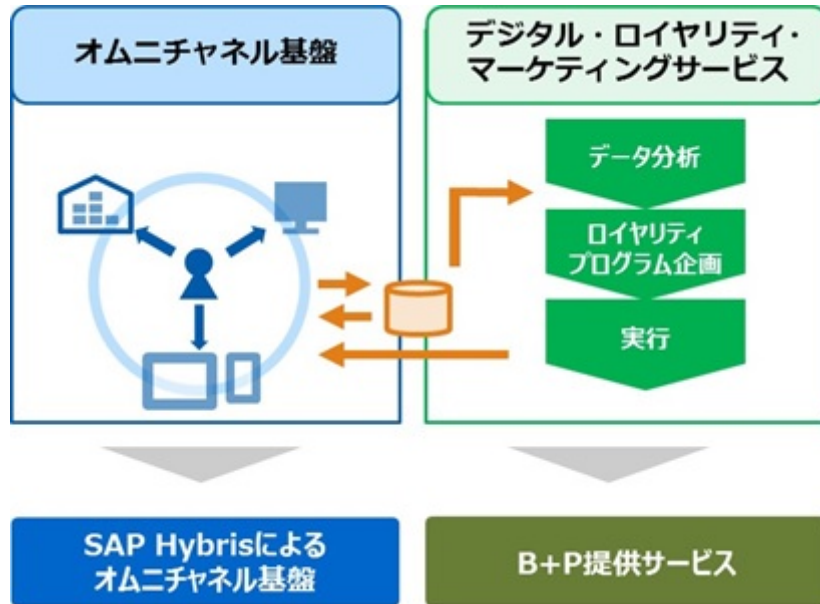 オムニチャネル基盤
デジタル・ロイヤリティ・
マーケティングサービス
データ分析
ロイヤリティ
プログラム企画
実行
SAP Hybrisによる
オムニチャネル基盤
B+P提供サービス